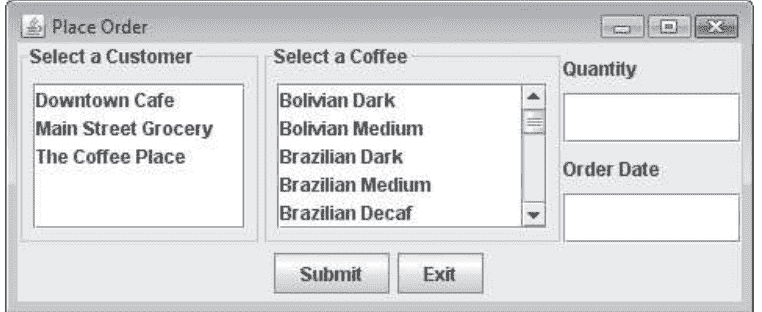 Place Order
Select a Customer
Downtown Cafe
Main Street Grocery
The Coffee Place
Select a Coffee
Bolivian Dark
Bolivian Medium
Brazilian Dark
Brazilian Medium
Brazilian Decaf
Quantity
Order Date
Submit
Exit